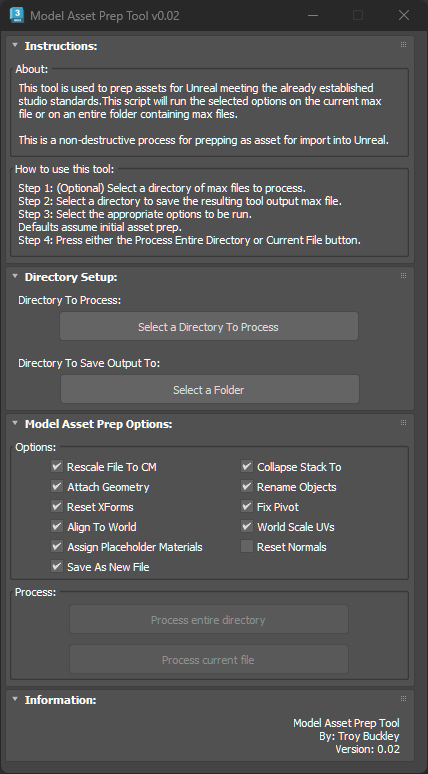 Model Asset Prep Tool v0.02
Instructions:
About:
This tool is used to prep assets for Unreal meeting the already established
studio standards.This script will run the selected options on the current max
file or on an entire folder containing max files.
This is a non-destructive process for prepping as asset for import into Unreal.
How to use this tool:
Step 1: (Optional) Select a directory of max files to process.
Step 2: Select a directory to save the resulting tool output max file.
Step 3: Select the appropriate options to be run.
Defaults assume initial asset prep.
Step 4: Press either the Process Entire Directory or Current File button.
Directory Setup:
Directory To Process:
Select a Directory To Process
Directory To Save Output To:
Select a Folder
Model Asset Prep Options:
Options:
Rescale File To CM
Collapse Stack To
Attach Geometry
Rename Objects
Reset XForms
Fix Pivot
Align To World
World Scale UVs
Assign Placeholder Materials
Reset Normals
Save As New File
Process:
Process entire directory
Process current file
Information:
Model Asset Prep Tool
By: Troy Buckley
Version: 0.02